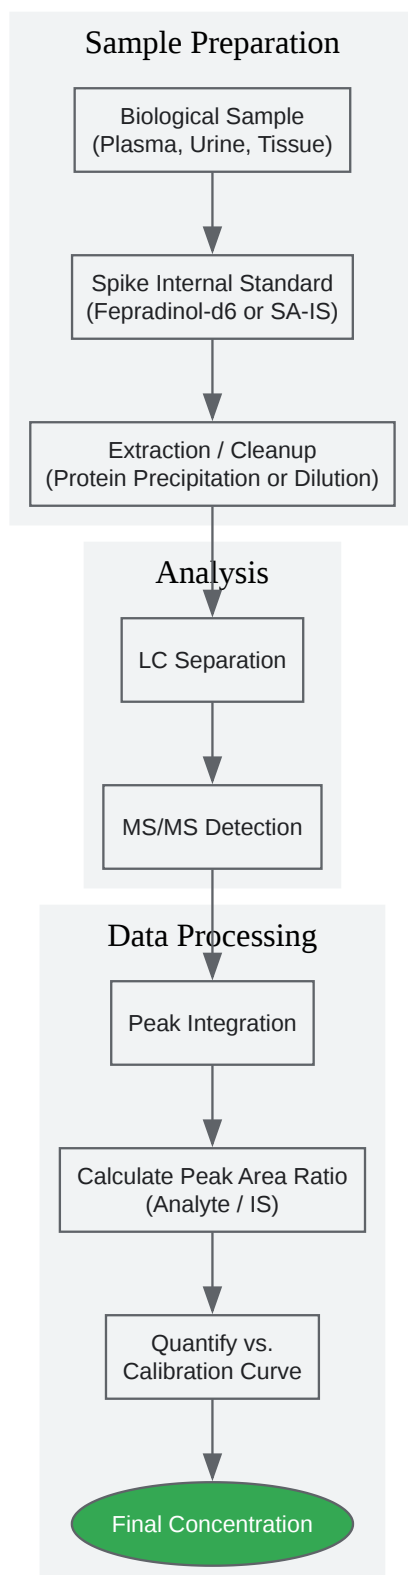 Sample Preparation
Biological Sample
(Plasma, Urine, Tissue)
Spike Internal Standard
(Fepradinol-d6 or SA-IS)
Extraction / Cleanup
(Protein Precipitation or Dilution)
Analysis
LC Separation
MS/MS Detection
Data Processing
Peak Integration
Calculate Peak Area Ratio
(Analyte / IS)
Quantify vs.
Calibration Curve
Final Concentration